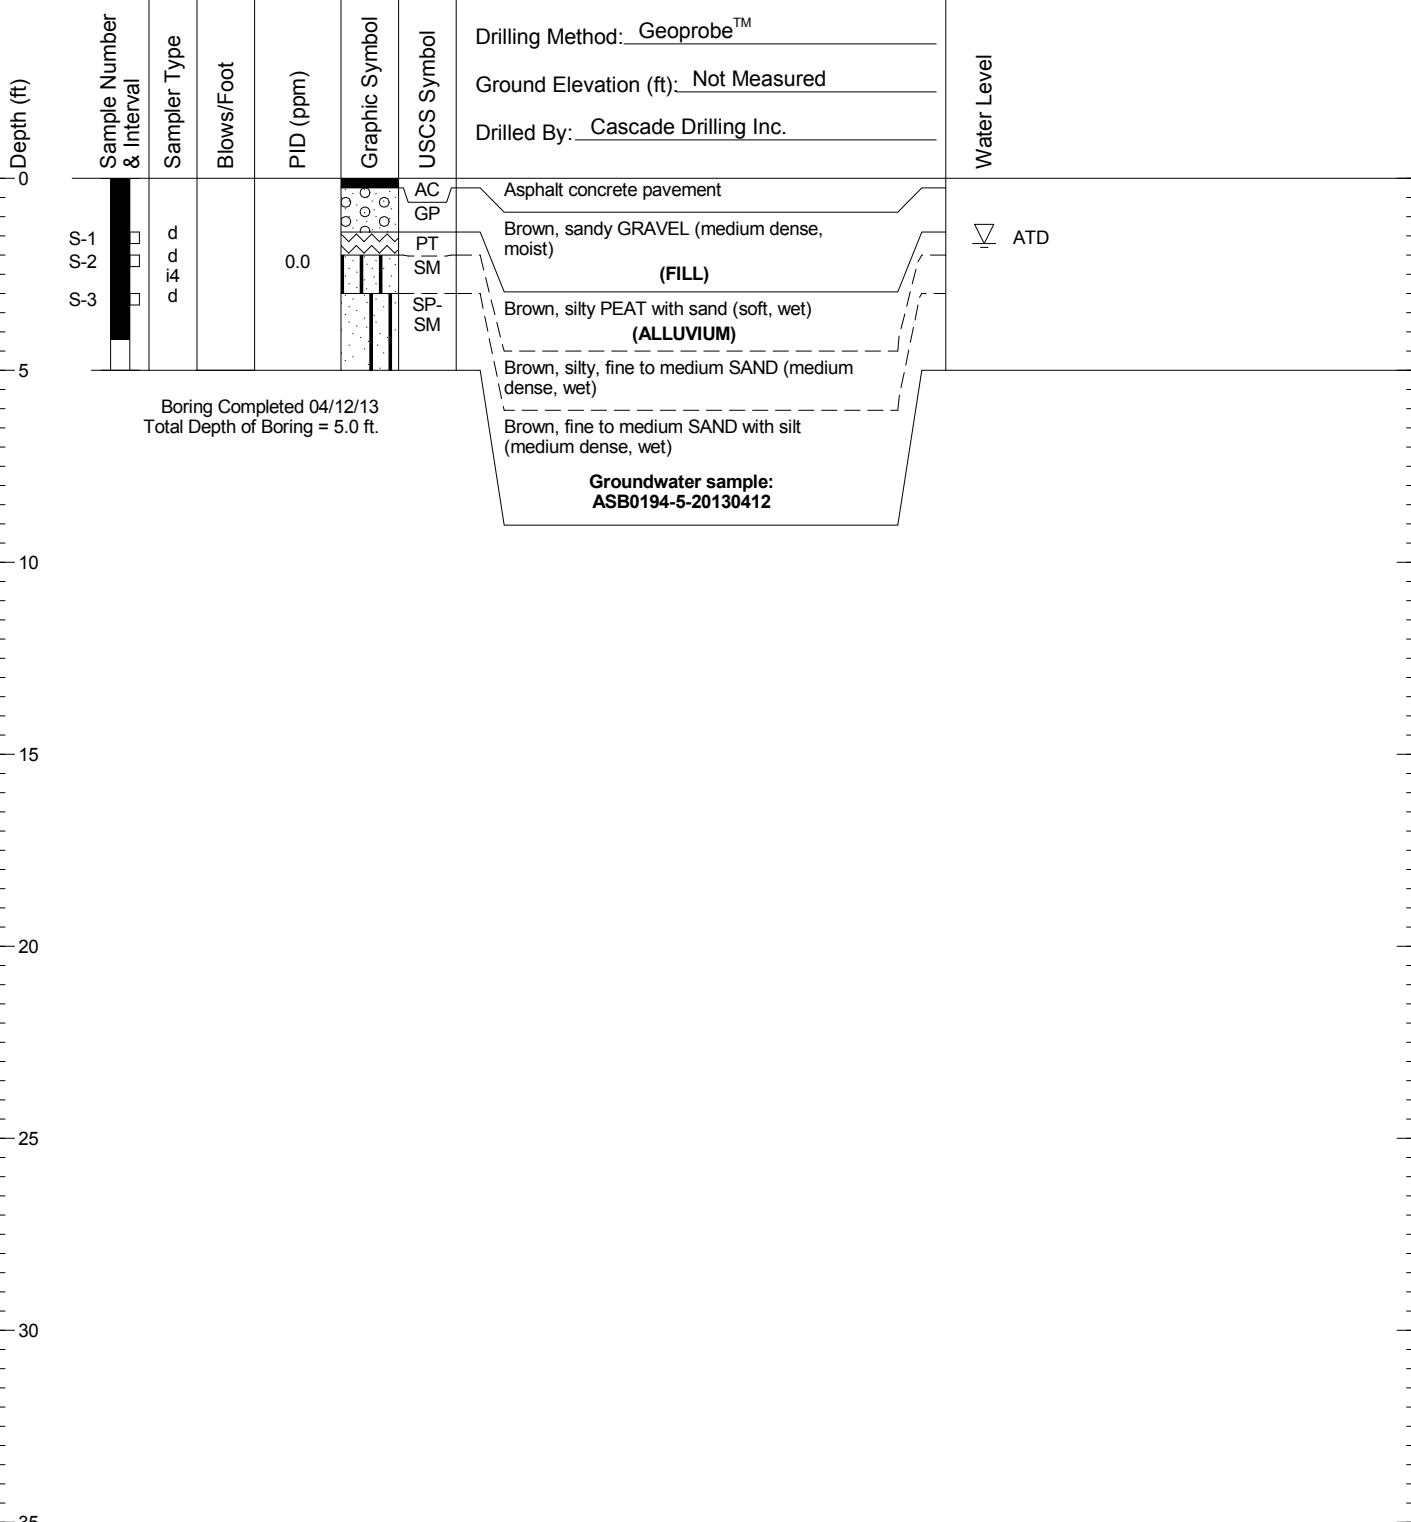 Depth (ft)
Sample Number
& Interval
Sampler Type
Blows/Foot
PID (ppm)
Graphic Symbol
USCS Symbol
Drilling Method: Geoprobe™
Ground Elevation (ft): Not Measured
Drilled By: Cascade Drilling Inc.
Water Level
0
AC
Asphalt concrete pavement
GP
Brown, sandy GRAVEL (medium dense,
moist)
(FILL)
S-1
d
PT
ATD
S-2
d
0.0
SM
i4
S-3
d
SP-
SM
Brown, silty PEAT with sand (soft, wet)
(ALLUVIUM)
5
Brown, silty, fine to medium SAND (medium
dense, wet)
Boring Completed 04/12/13
Total Depth of Boring = 5.0 ft.
Brown, fine to medium SAND with silt
(medium dense, wet)
Groundwater sample:
ASB0194-5-20130412
10
15
20
25
30
35